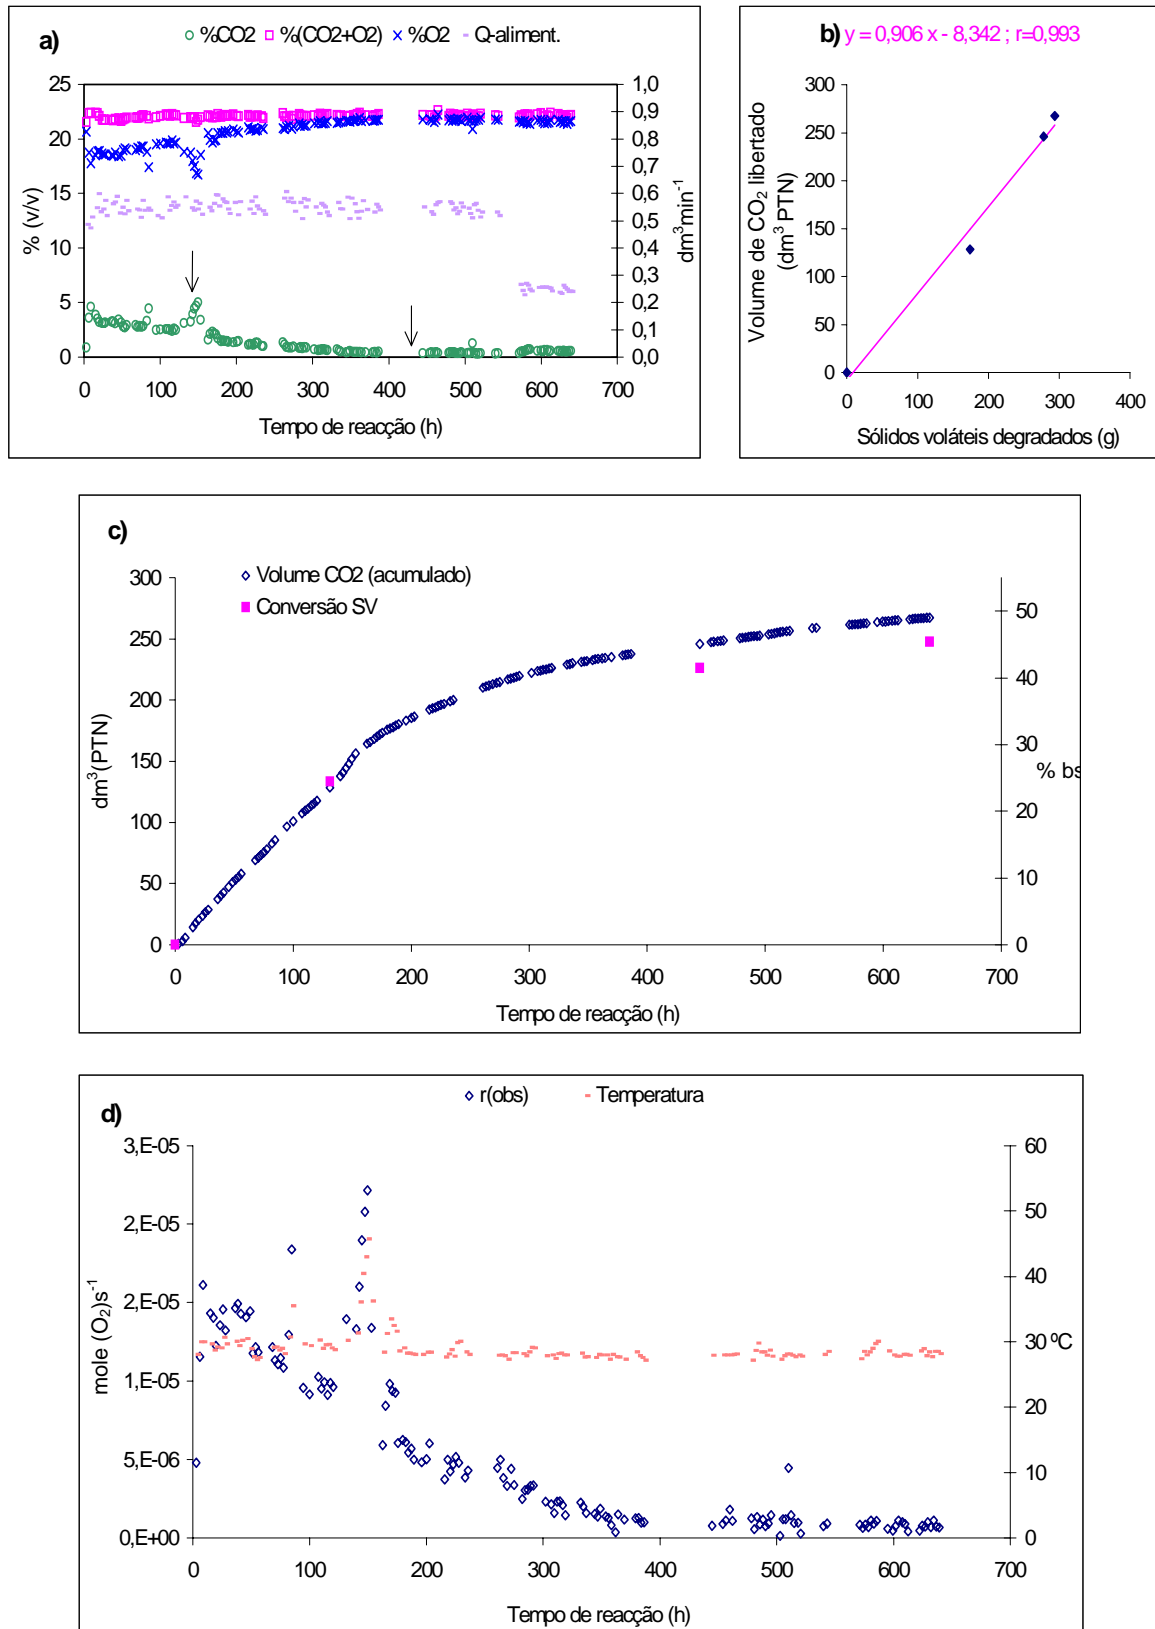 a)
%CO2 %(CO2+O2) %O2 Q-aliment.
25
20
15
10
5
0
% (v/v)
1,0
0,9
0,8
0,7
0,6
0,5
0,4
0,3
0,2
0,1
0,0
dm³min⁻¹
0 100 200 300 400 500 600 700
Tempo de reacção (h)
b) y = 0,906 x - 8,342 ; r=0,993
300
250
200
150
100
50
0
Volume de CO₂ libertado
(dm³ PTN)
0 100 200 300 400
Sólidos voláteis degradados (g)
c)
Volume CO2 (acumulado)
Conversão SV
300
250
200
150
100
50
0
dm³(PTN)
50
40
30
20
10
0
% bs
0 100 200 300 400 500 600 700
Tempo de reacção (h)
d)
r(obs) Temperatura
3,E-05
2,E-05
2,E-05
1,E-05
5,E-06
0,E+00
mole (O₂)s⁻¹
60
50
40
30 ºC
20
10
0
0 100 200 300 400 500 600 700
Tempo de reacção (h)